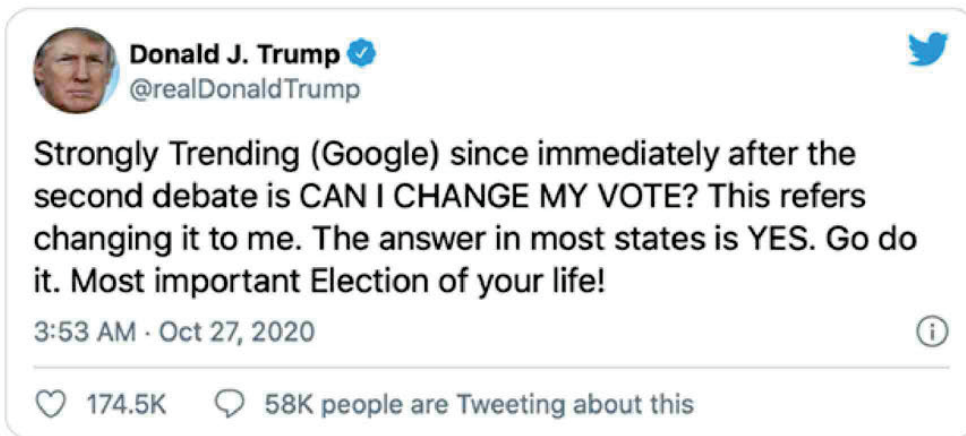 Donald J. Trump
@realDonaldTrump
Strongly Trending (Google) since immediately after the
second debate is CAN I CHANGE MY VOTE? This refers
changing it to me. The answer in most states is YES. Go do
it. Most important Election of your life!
3:53 AM · Oct 27, 2020
174.5K 58K people are Tweeting about this